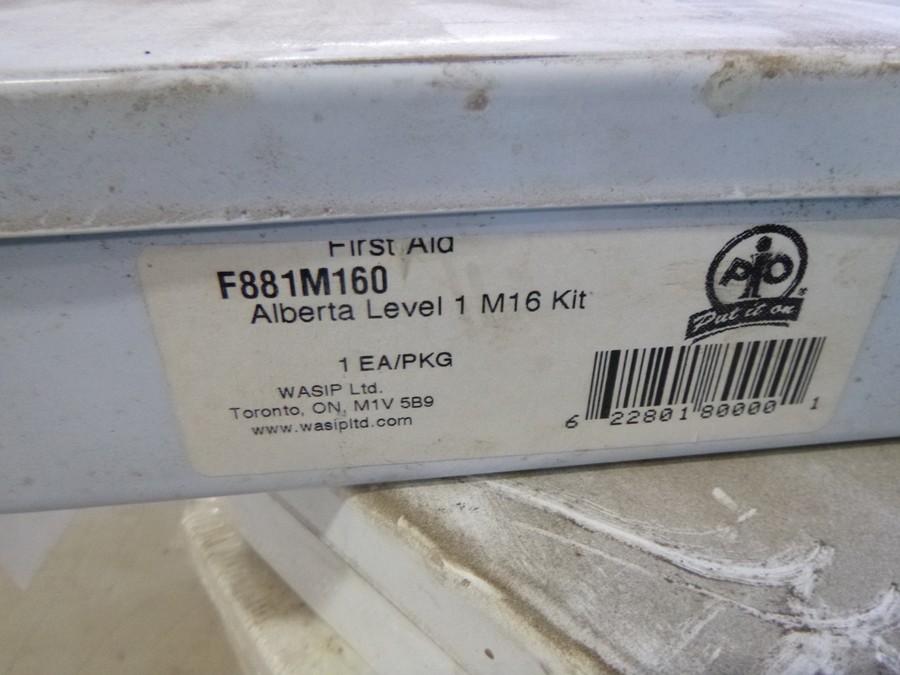 First Aid
F881M160
Alberta Level 1 M16 Kit
1 EA/PKG
WASIP Ltd.
Toronto, ON, M1V 5B9
www.wasipltd.com
pip
®
Put it on
6 22801 80000 1